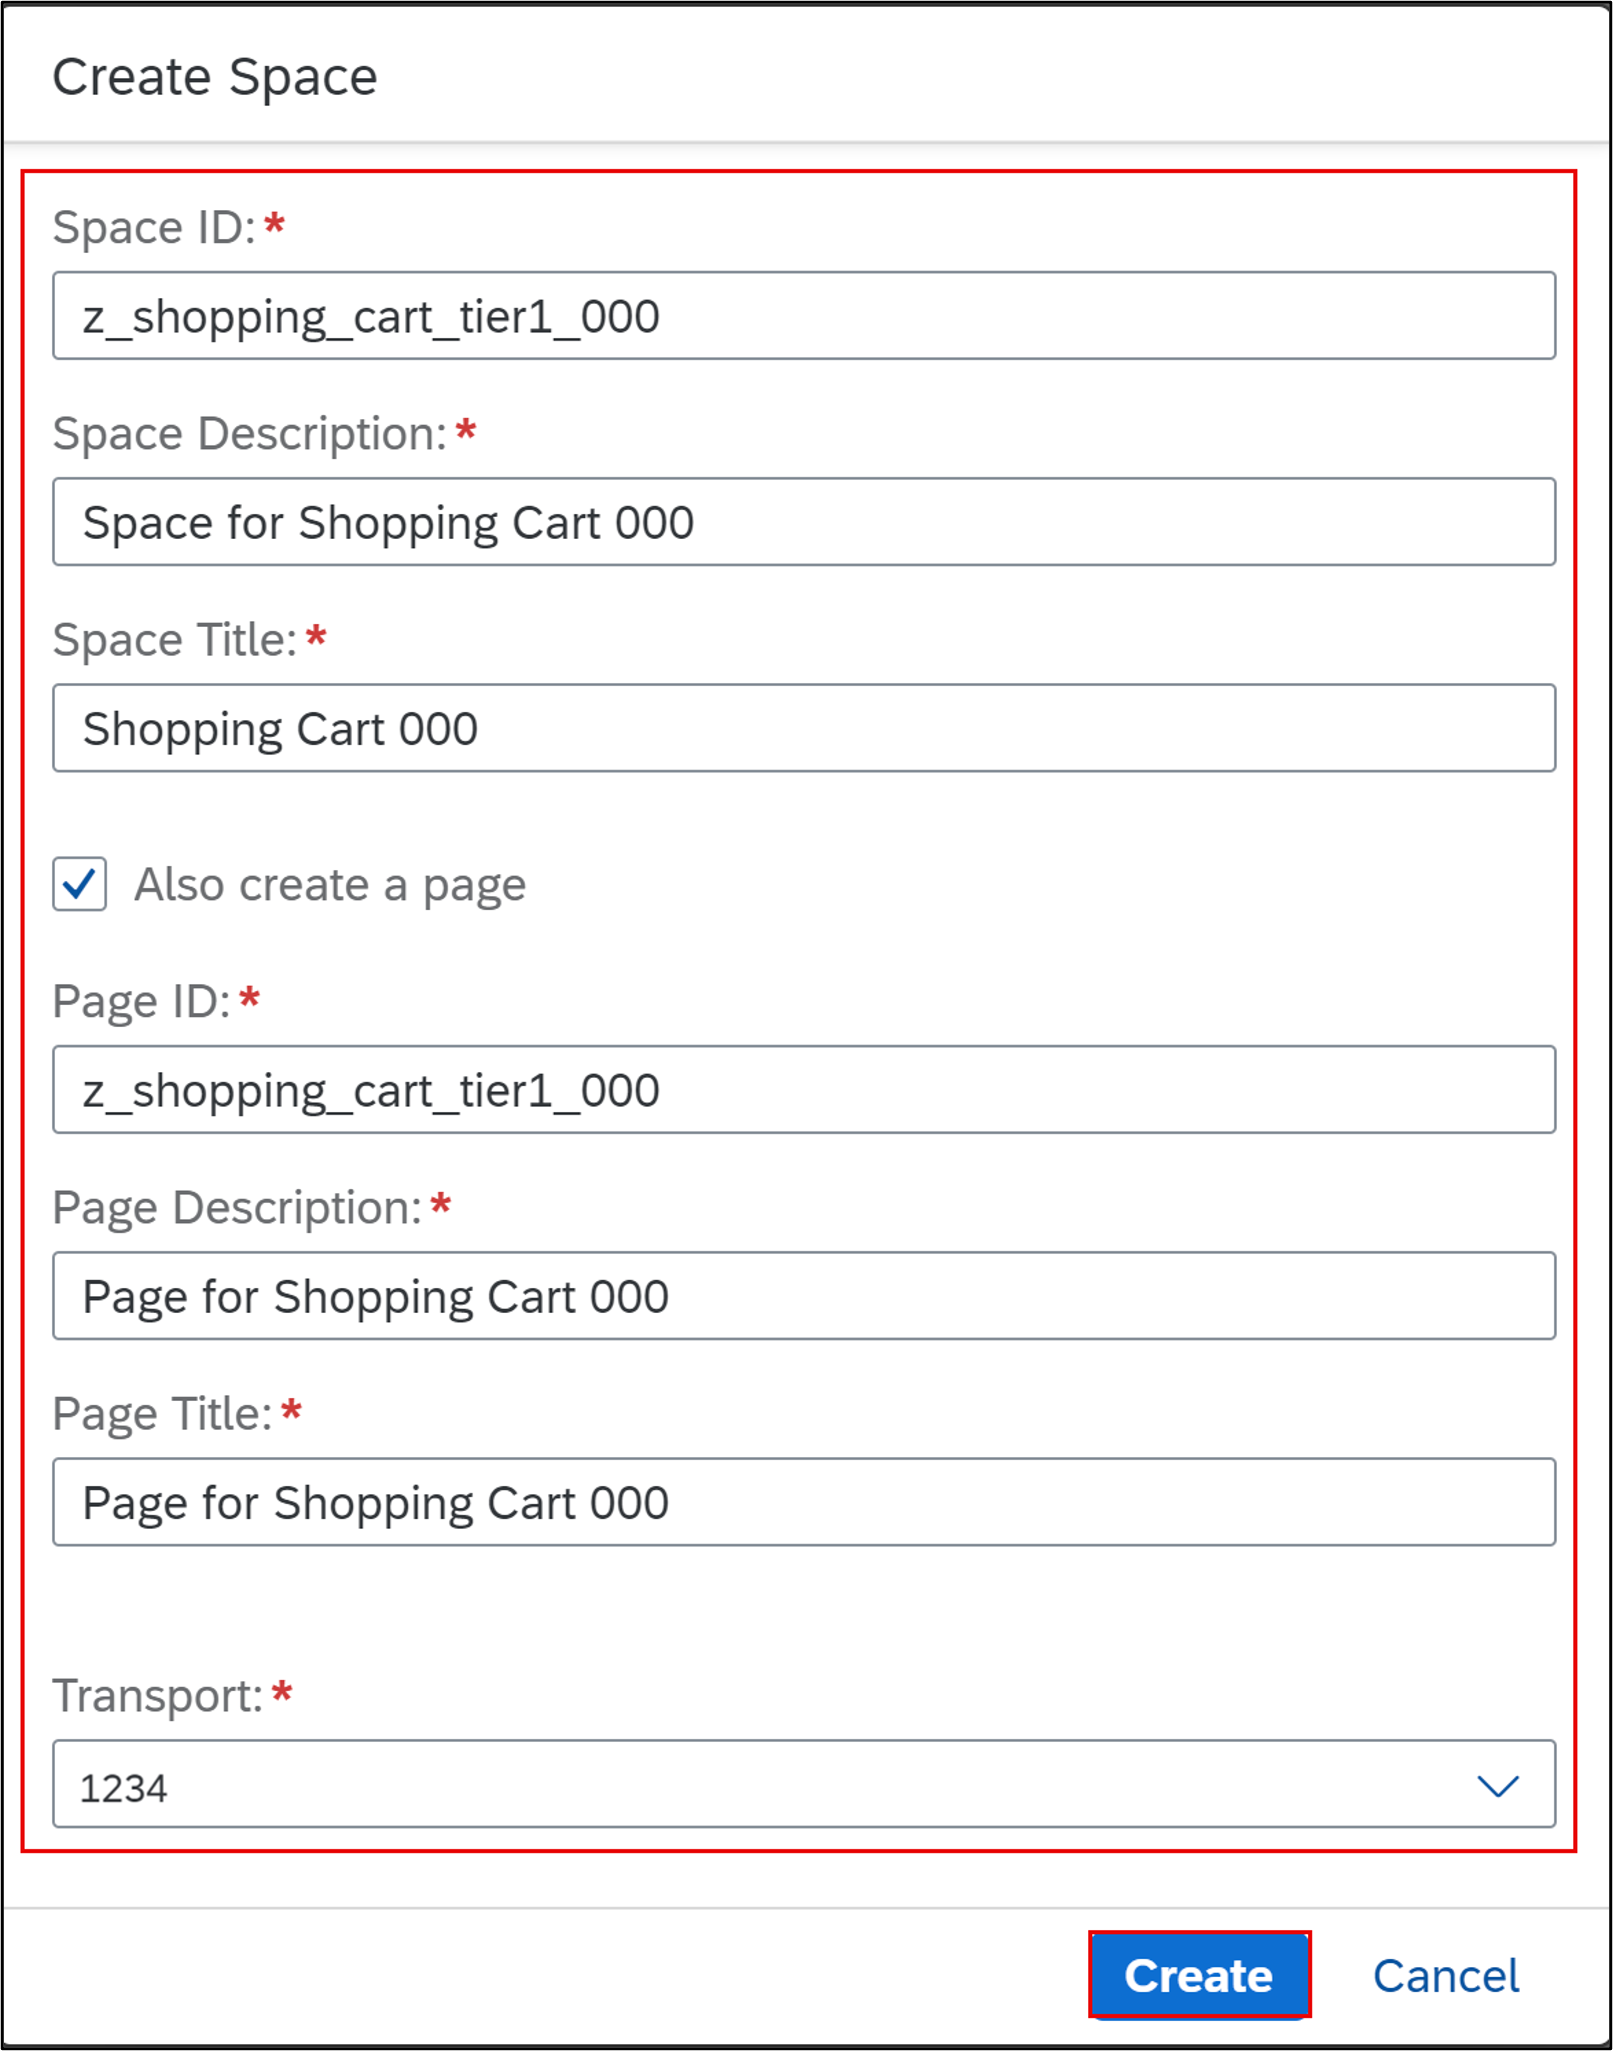 Create Space
Space ID:*
z_shopping_cart_tier1_000
Space Description:*
Space for Shopping Cart 000
Space Title:*
Shopping Cart 000
Also create a page
Page ID:*
z_shopping_cart_tier1_000
Page Description:*
Page for Shopping Cart 000
Page Title:*
Page for Shopping Cart 000
Transport:*
1234
Create Cancel